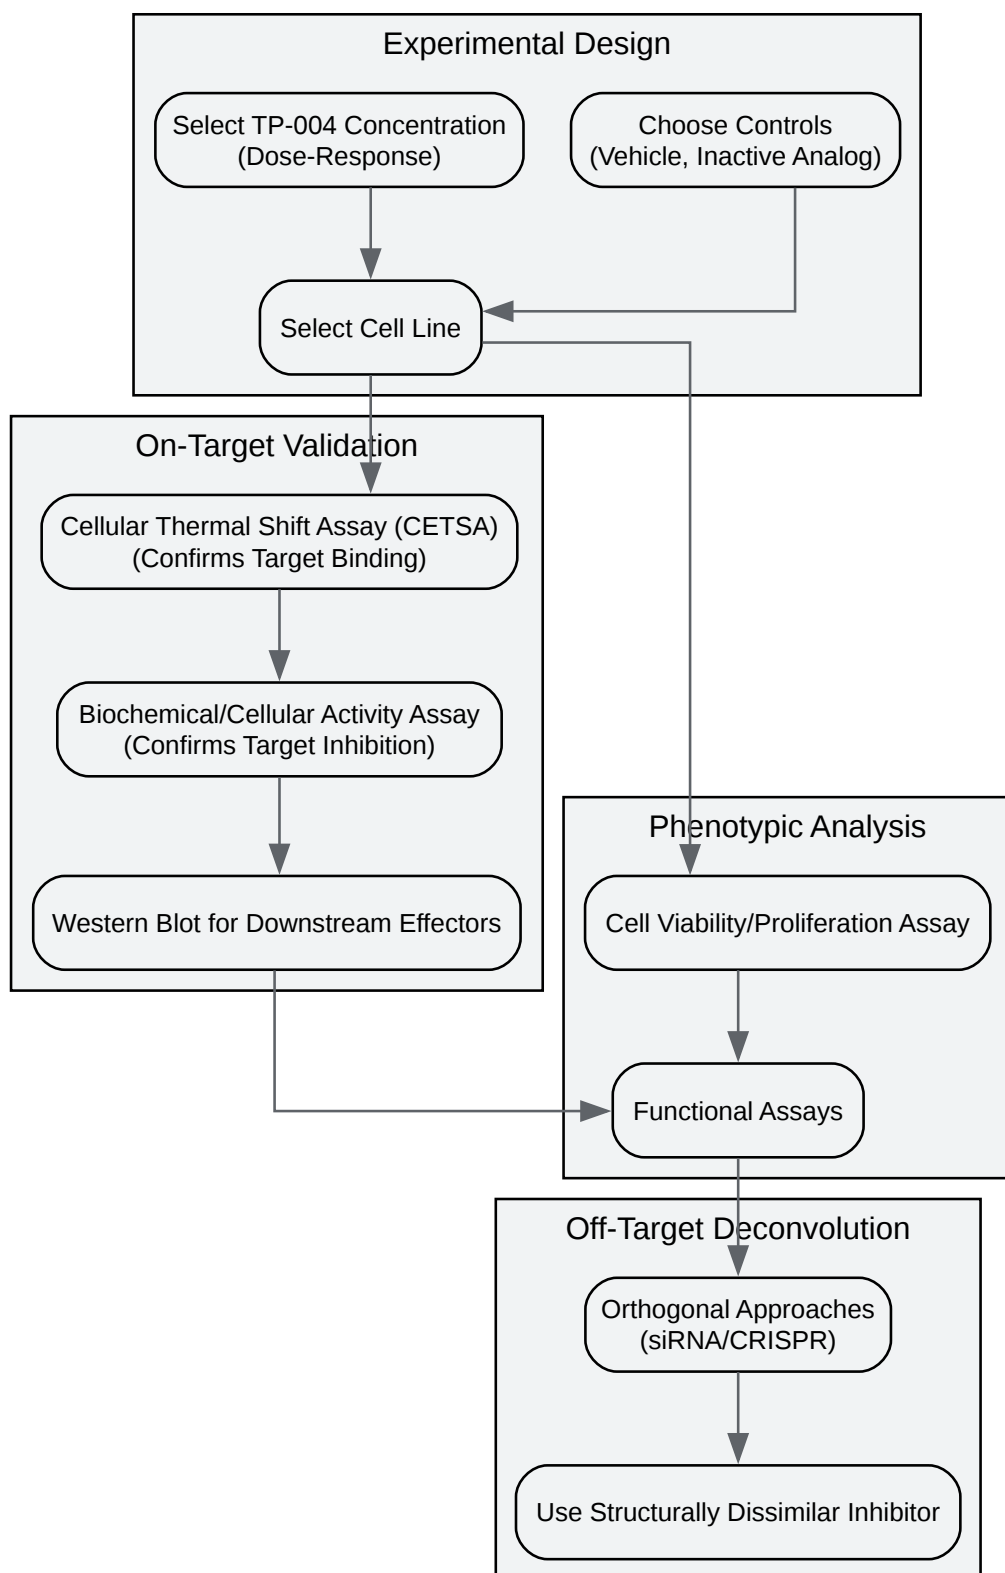 Experimental Design
Select TP-004 Concentration
(Dose-Response)
Choose Controls
(Vehicle, Inactive Analog)
Select Cell Line
On-Target Validation
Cellular Thermal Shift Assay (CETSA)
(Confirms Target Binding)
Biochemical/Cellular Activity Assay
(Confirms Target Inhibition)
Western Blot for Downstream Effectors
Phenotypic Analysis
Cell Viability/Proliferation Assay
Functional Assays
Off-Target Deconvolution
Orthogonal Approaches
(siRNA/CRISPR)
Use Structurally Dissimilar Inhibitor